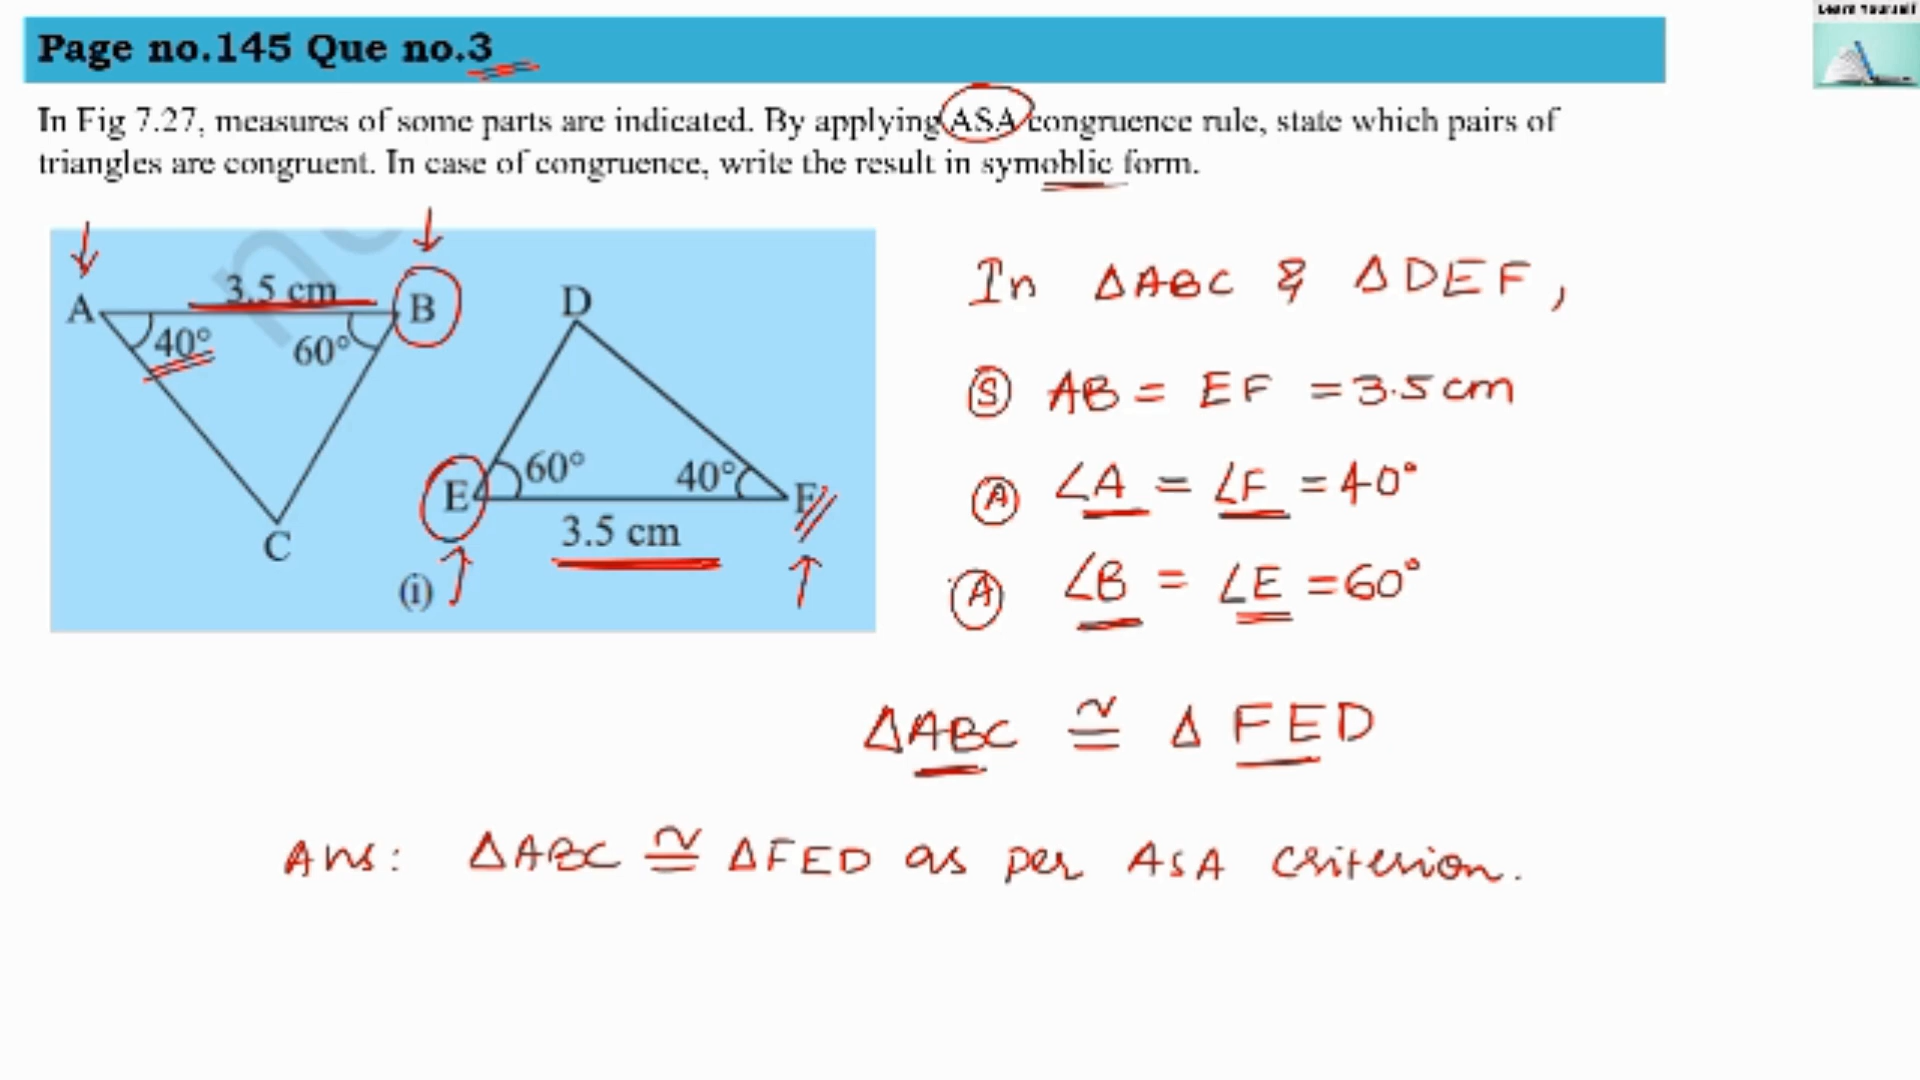 Learn Yourself
Page no.145 Que no.3
In Fig 7.27, measures of some parts are indicated. By applying ASA congruence rule, state which pairs of
triangles are congruent. In case of congruence, write the result in symoblic form.
A 3.5 cm B
40° 60°
C
D
E 60° 40° F
3.5 cm
(i)
In ΔABC & ΔDEF,
Ⓢ AB = EF = 3.5 cm
Ⓐ ∠A = ∠F = 40°
Ⓐ ∠B = ∠E = 60°
ΔABC ≅ Δ FED
Ans: ΔABC ≅ ΔFED as per ASA criterion.